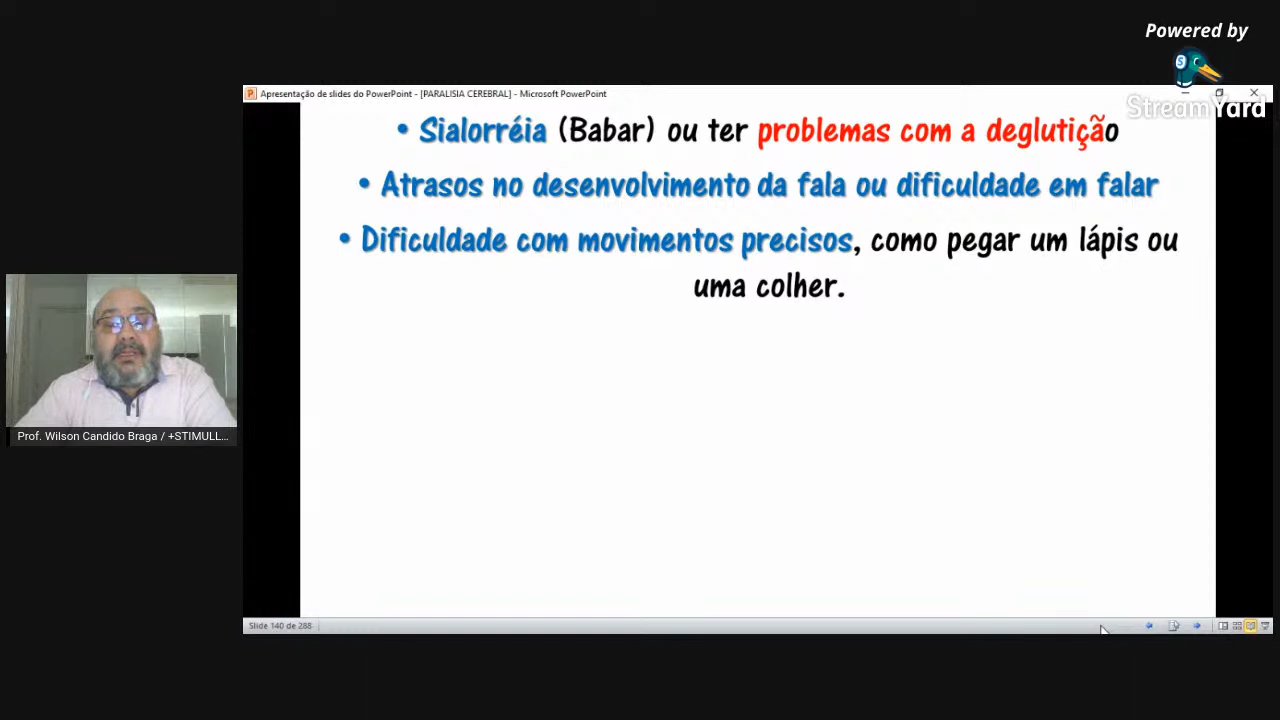 Powered by
StreamYard
Apresentação de slides do PowerPoint - [PARALISIA CEREBRAL] - Microsoft PowerPoint
• Sialorréia (Babar) ou ter problemas com a deglutição
• Atrasos no desenvolvimento da fala ou dificuldade em falar
• Dificuldade com movimentos precisos, como pegar um lápis ou
uma colher.
Prof. Wilson Candido Braga / +STIMULL...
Slide 140 de 288